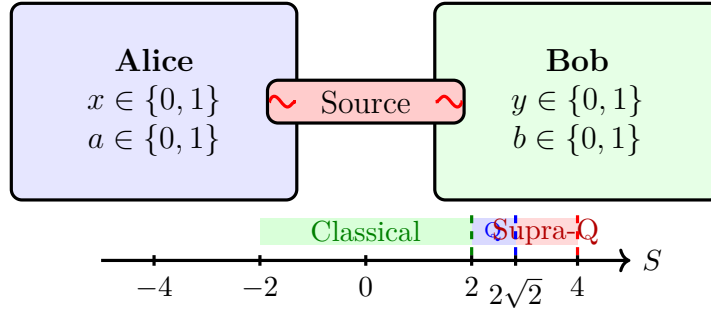 Alice
x ∈ {0, 1}
a ∈ {0, 1}
Source
Bob
y ∈ {0, 1}
b ∈ {0, 1}
Classical
Q
Supra-Q
−4 −2 0 2 2√2 4
S